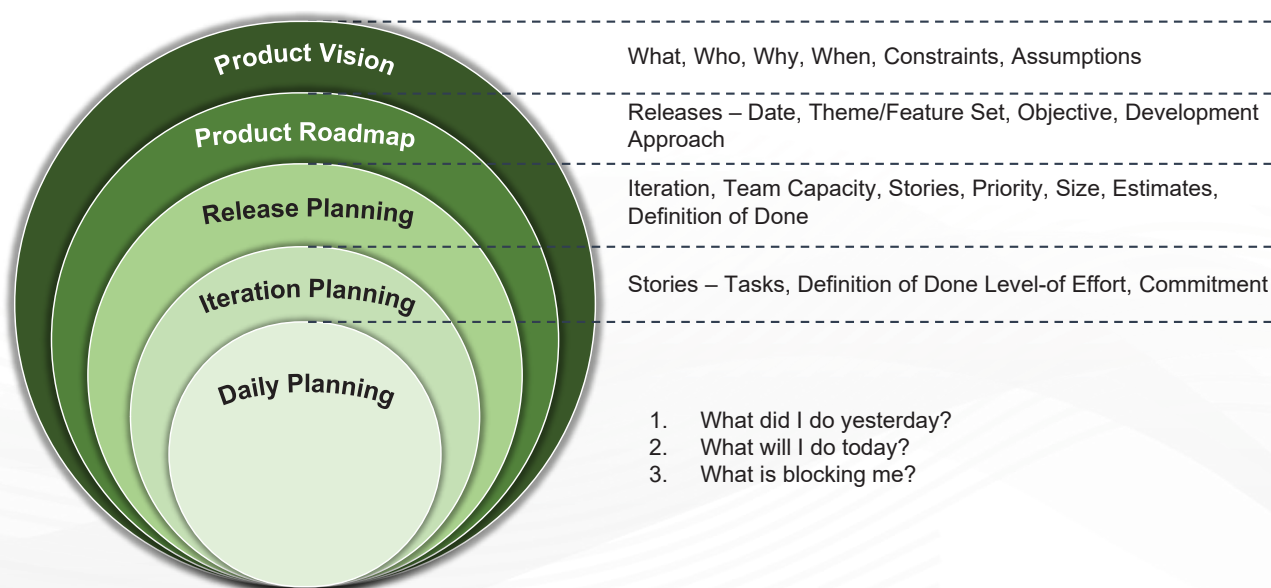 Product Vision
What, Who, Why, When, Constraints, Assumptions
Product Roadmap
Releases – Date, Theme/Feature Set, Objective, Development
Approach
Release Planning
Iteration, Team Capacity, Stories, Priority, Size, Estimates,
Definition of Done
Iteration Planning
Stories – Tasks, Definition of Done Level-of Effort, Commitment
Daily Planning
1. What did I do yesterday?
2. What will I do today?
3. What is blocking me?